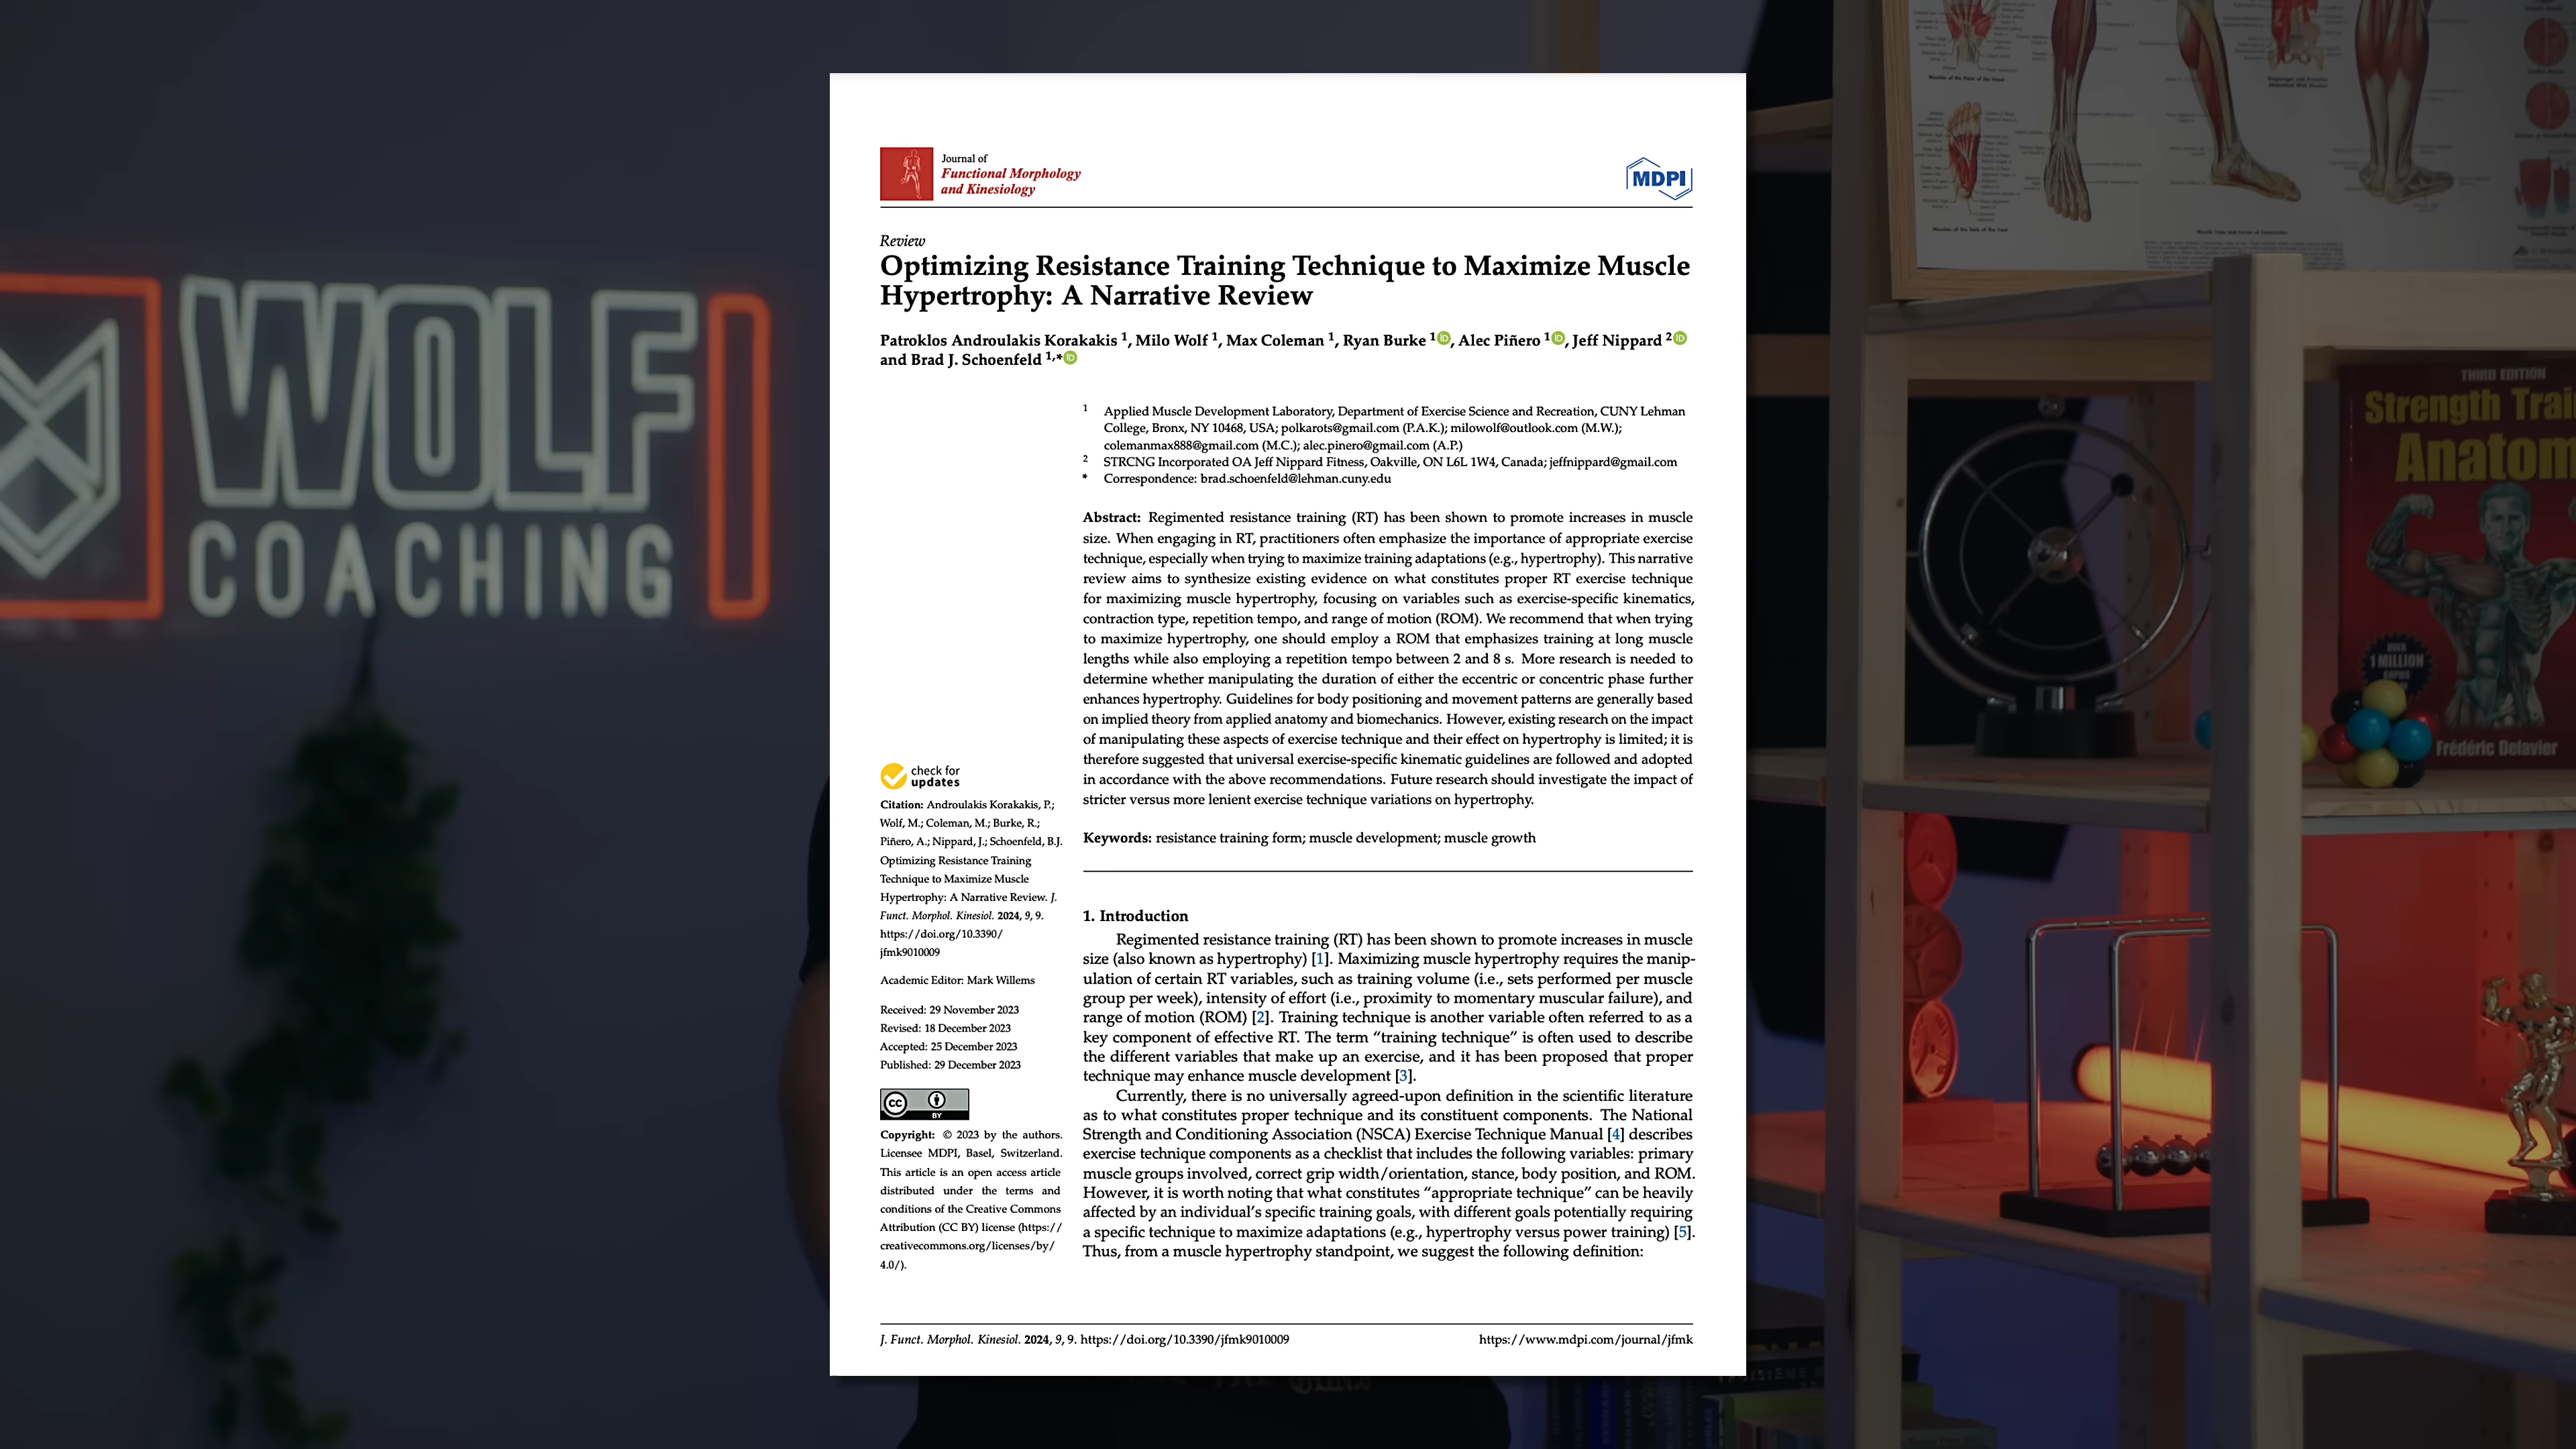 WOLF
COACHING
Journal of
Functional Morphology
and Kinesiology
MDPI
Review
Optimizing Resistance Training Technique to Maximize Muscle
Hypertrophy: A Narrative Review
Patroklos Androulakis Korakakis 1, Milo Wolf 1, Max Coleman 1, Ryan Burke 1 iD, Alec Piñero 1 iD, Jeff Nippard 2 iD
and Brad J. Schoenfeld 1,* iD
1 Applied Muscle Development Laboratory, Department of Exercise Science and Recreation, CUNY Lehman
College, Bronx, NY 10468, USA; polkarots@gmail.com (P.A.K.); milowolf@outlook.com (M.W.);
colemanmax888@gmail.com (M.C.); alec.pinero@gmail.com (A.P.)
2 STRCNG Incorporated OA Jeff Nippard Fitness, Oakville, ON L6L 1W4, Canada; jeffnippard@gmail.com
* Correspondence: brad.schoenfeld@lehman.cuny.edu
Abstract: Regimented resistance training (RT) has been shown to promote increases in muscle
size. When engaging in RT, practitioners often emphasize the importance of appropriate exercise
technique, especially when trying to maximize training adaptations (e.g., hypertrophy). This narrative
review aims to synthesize existing evidence on what constitutes proper RT exercise technique
for maximizing muscle hypertrophy, focusing on variables such as exercise-specific kinematics,
contraction type, repetition tempo, and range of motion (ROM). We recommend that when trying
to maximize hypertrophy, one should employ a ROM that emphasizes training at long muscle
lengths while also employing a repetition tempo between 2 and 8 s. More research is needed to
determine whether manipulating the duration of either the eccentric or concentric phase further
enhances hypertrophy. Guidelines for body positioning and movement patterns are generally based
on implied theory from applied anatomy and biomechanics. However, existing research on the impact
of manipulating these aspects of exercise technique and their effect on hypertrophy is limited; it is
therefore suggested that universal exercise-specific kinematic guidelines are followed and adopted
in accordance with the above recommendations. Future research should investigate the impact of
stricter versus more lenient exercise technique variations on hypertrophy.
Keywords: resistance training form; muscle development; muscle growth
check for
updates
Citation: Androulakis Korakakis, P.;
Wolf, M.; Coleman, M.; Burke, R.;
Piñero, A.; Nippard, J.; Schoenfeld, B.J.
Optimizing Resistance Training
Technique to Maximize Muscle
Hypertrophy: A Narrative Review. J.
Funct. Morphol. Kinesiol. 2024, 9, 9.
https://doi.org/10.3390/
jfmk9010009
Academic Editor: Mark Willems
Received: 29 November 2023
Revised: 18 December 2023
Accepted: 25 December 2023
Published: 29 December 2023
cc BY
Copyright: © 2023 by the authors.
Licensee MDPI, Basel, Switzerland.
This article is an open access article
distributed under the terms and
conditions of the Creative Commons
Attribution (CC BY) license (https://
creativecommons.org/licenses/by/
4.0/).
1. Introduction
Regimented resistance training (RT) has been shown to promote increases in muscle
size (also known as hypertrophy) [1]. Maximizing muscle hypertrophy requires the manip-
ulation of certain RT variables, such as training volume (i.e., sets performed per muscle
group per week), intensity of effort (i.e., proximity to momentary muscular failure), and
range of motion (ROM) [2]. Training technique is another variable often referred to as a
key component of effective RT. The term “training technique” is often used to describe
the different variables that make up an exercise, and it has been proposed that proper
technique may enhance muscle development [3].
Currently, there is no universally agreed-upon definition in the scientific literature
as to what constitutes proper technique and its constituent components. The National
Strength and Conditioning Association (NSCA) Exercise Technique Manual [4] describes
exercise technique components as a checklist that includes the following variables: primary
muscle groups involved, correct grip width/orientation, stance, body position, and ROM.
However, it is worth noting that what constitutes “appropriate technique” can be heavily
affected by an individual’s specific training goals, with different goals potentially requiring
a specific technique to maximize adaptations (e.g., hypertrophy versus power training) [5].
Thus, from a muscle hypertrophy standpoint, we suggest the following definition:
J. Funct. Morphol. Kinesiol. 2024, 9, 9. https://doi.org/10.3390/jfmk9010009
https://www.mdpi.com/journal/jfmk
THIRD EDITION
Strength Trai
Anatom
OVER
1 MILLION
COPIES
Frédéric Delavier